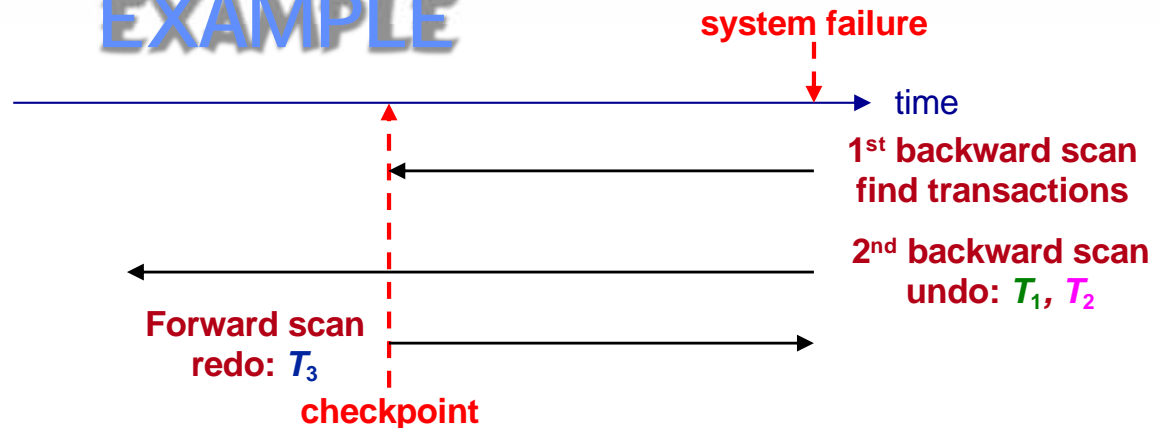 EXAMPLE
system failure
time
1st backward scan
find transactions
2nd backward scan
undo: T1, T2
Forward scan
redo: T3
checkpoint